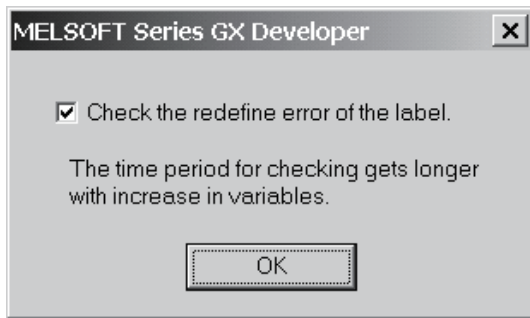 MELSOFT Series GX Developer
Check the redefine error of the label.
The time period for checking gets longer
with increase in variables.
OK